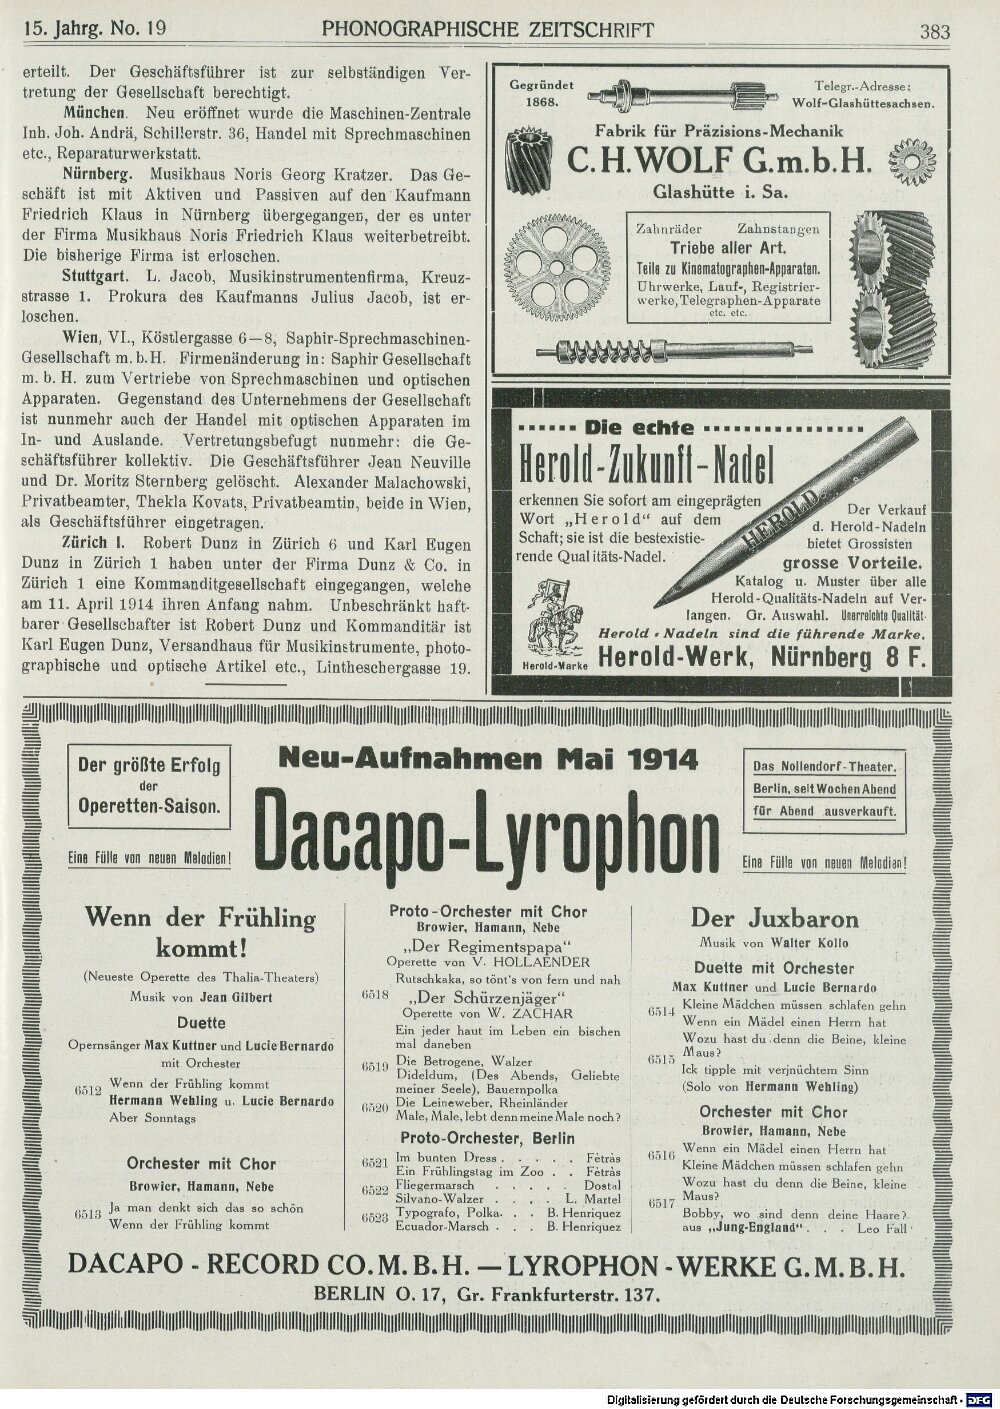 15. Jahrg. No. 19
PHONOGRAPHISCHE ZEITSCHRIFT
383
erteilt. Der Geschäftsführer ist zur selbständigen Ver-
tretung der Gesellschaft berechtigt.
München. Neu eröffnet wurde die Maschinen-Zentrale
Inh. Joh. Andrä, Schillerstr. 36, Handel mit Sprechmaschinen
etc., Reparaturwerkstatt.
Nürnberg. Musikhaus Noris Georg Kratzer. Das Ge-
schäft ist mit Aktiven und Passiven auf den Kaufmann
Friedrich Klaus in Nürnberg übergegangen, der es unter
der Firma Musikhaus Noris Friedrich Klaus weiterbetreibt.
Die bisherige Firma ist erloschen.
Stuttgart. L. Jacob, Musikinstrumentenfirma, Kreuz-
strasse 1. Prokura des Kaufmanns Julius Jacob, ist er-
loschen.
Wien, VI., Köstlergasse 6—8, Saphir-Sprechmaschinen-
Gesellschaft m. b. H. Firmenänderung in: Saphir Gesellschaft
m. b. H. zum Vertriebe von Sprechmaschinen und optischen
Apparaten. Gegenstand des Unternehmens der Gesellschaft
ist nunmehr auch der Handel mit optischen Apparaten im
In- und Auslande. Vertretungsbefugt nunmehr: die Ge-
schäftsführer kollektiv. Die Geschäftsführer Jean Neuville
und Dr. Moritz Sternberg gelöscht. Alexander Malachowski,
Privatbeamter, Thekla Kovats, Privatbeamtin, beide in Wien,
als Geschäftsführer eingetragen.
Zürich I. Robert Dunz in Zürich 6 und Karl Eugen
Dunz in Zürich 1 haben unter der Firma Dunz & Co. in
Zürich 1 eine Kommanditgesellschaft eingegangen, welche
am 11. April 1914 ihren Anfang nahm. Unbeschränkt haft-
barer Gesellschafter ist Robert Dunz und Kommanditär ist
Karl Eugen Dunz, Versandhaus für Musikinstrumente, photo-
graphische und optische Artikel etc., Lintheschergasse 19.
Gegründet
1868.
Telegr.-Adresse:
Wolf-Glashüttesachsen.
Fabrik für Präzisions-Mechanik
C. H. WOLF G.m.b.H.
Glashütte i. Sa.
Zahnräder Zahnstangen
Triebe aller Art.
Teile zu Kinematographen-Apparaten.
Uhrwerke, Lauf-, Registrier-
werke, Telegraphen-Apparate
etc. etc.
Die echte
Herold-Zukunft-Nadel
erkennen Sie sofort am eingeprägten
Wort „Herold“ auf dem
Schaft; sie ist die bestexistie-
rende Qualitäts-Nadel.
HEROLD
Der Verkauf
d. Herold-Nadeln
bietet Grossisten
grosse Vorteile.
Katalog u. Muster über alle
Herold-Qualitäts-Nadeln auf Ver-
langen. Gr. Auswahl. Unerreichte Qualität.
Herold-Nadeln sind die führende Marke.
Herold-Marke
Herold-Werk, Nürnberg 8 F.
Der größte Erfolg
der
Operetten-Saison.
Eine Fülle von neuen Melodien!
Neu-Aufnahmen Mai 1914
Dacapo-Lyrophon
Das Nollendorf-Theater.
Berlin, seit Wochen Abend
für Abend ausverkauft.
Eine Fülle von neuen Melodien!
Wenn der Frühling
kommt!
(Neueste Operette des Thalia-Theaters)
Musik von Jean Gilbert
Duette
Opernsänger Max Kuttner und Lucie Bernardo
mit Orchester
6512 Wenn der Frühling kommt
Hermann Wehling u. Lucie Bernardo
Aber Sonntags
Orchester mit Chor
Browier, Hamann, Nebe
6513 Ja man denkt sich das so schön
Wenn der Frühling kommt
Proto-Orchester mit Chor
Browier, Hamann, Nebe
„Der Regimentspapa“
Operette von V. HOLLAENDER
Rutschkaka, so tönt's von fern und nah
6518 „Der Schürzenjäger“
Operette von W. ZACHAR
Ein jeder haut im Leben ein bischen
mal daneben
6519 Die Betrogene, Walzer
Dideldum, (Des Abends, Geliebte
meiner Seele), Bauernpolka
6520 Die Leineweber, Rheinländer
Male, Male, lebt denn meine Male noch?
Proto-Orchester, Berlin
6521 Im bunten Dress . . . . . Fétràs
Ein Frühlingstag im Zoo . . Fétràs
6522 Fliegermarsch . . . . . Dostal
Silvano-Walzer . . . . L. Martel
6523 Typografo, Polka . . . B. Henriquez
Ecuador-Marsch . . . B. Henriquez
Der Juxbaron
Musik von Walter Kollo
Duette mit Orchester
Max Kuttner und Lucie Bernardo
6514 Kleine Mädchen müssen schlafen gehn
Wenn ein Mädel einen Herrn hat
6515 Wozu hast du denn die Beine, kleine
Maus?
Ick tipple mit verjnüchtem Sinn
(Solo von Hermann Wehling)
Orchester mit Chor
Browier, Hamann, Nebe
6516 Wenn ein Mädel einen Herrn hat
Kleine Mädchen müssen schlafen gehn
6517 Wozu hast du denn die Beine, kleine
Maus?
Bobby, wo sind denn deine Haare?
aus „Jung-England“ . . . Leo Fall
DACAPO-RECORD CO. M. B. H. — LYROPHON-WERKE G. M. B. H.
BERLIN O. 17, Gr. Frankfurterstr. 137.
Digitalisierung gefördert durch die Deutsche Forschungsgemeinschaft - DFG